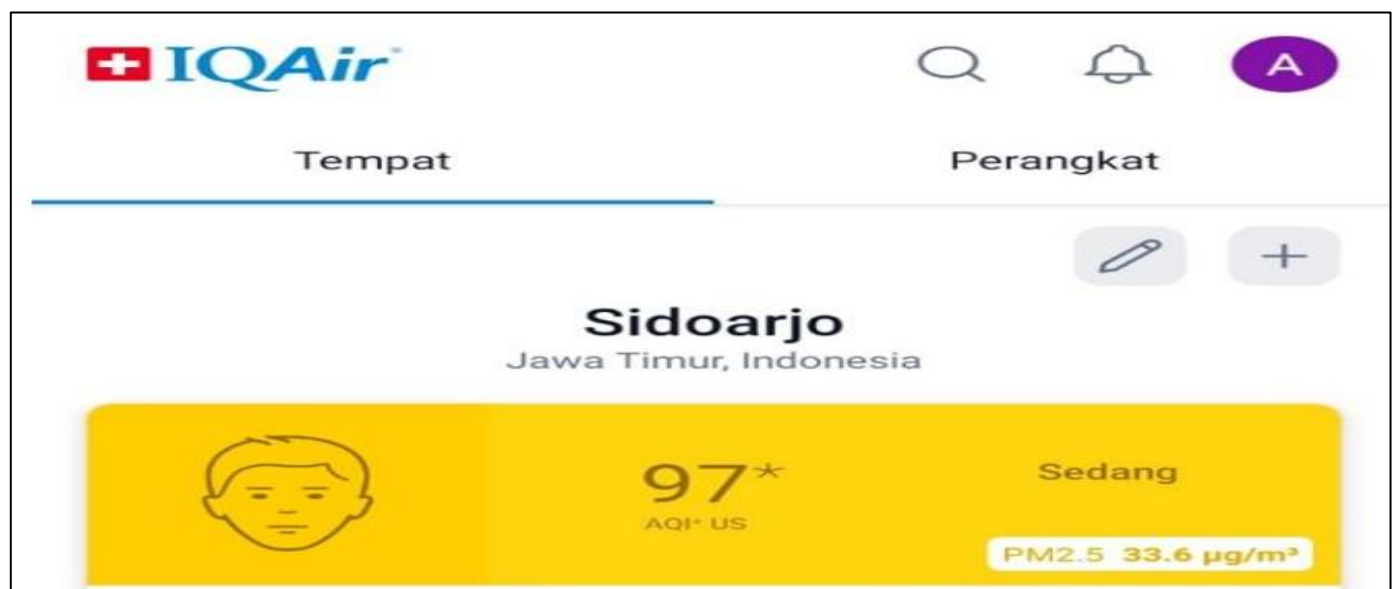 IQAir
A
Tempat Perangkat
Sidoarjo
Jawa Timur, Indonesia
97* Sedang
AQI* US
PM2.5 33.6 µg/m³